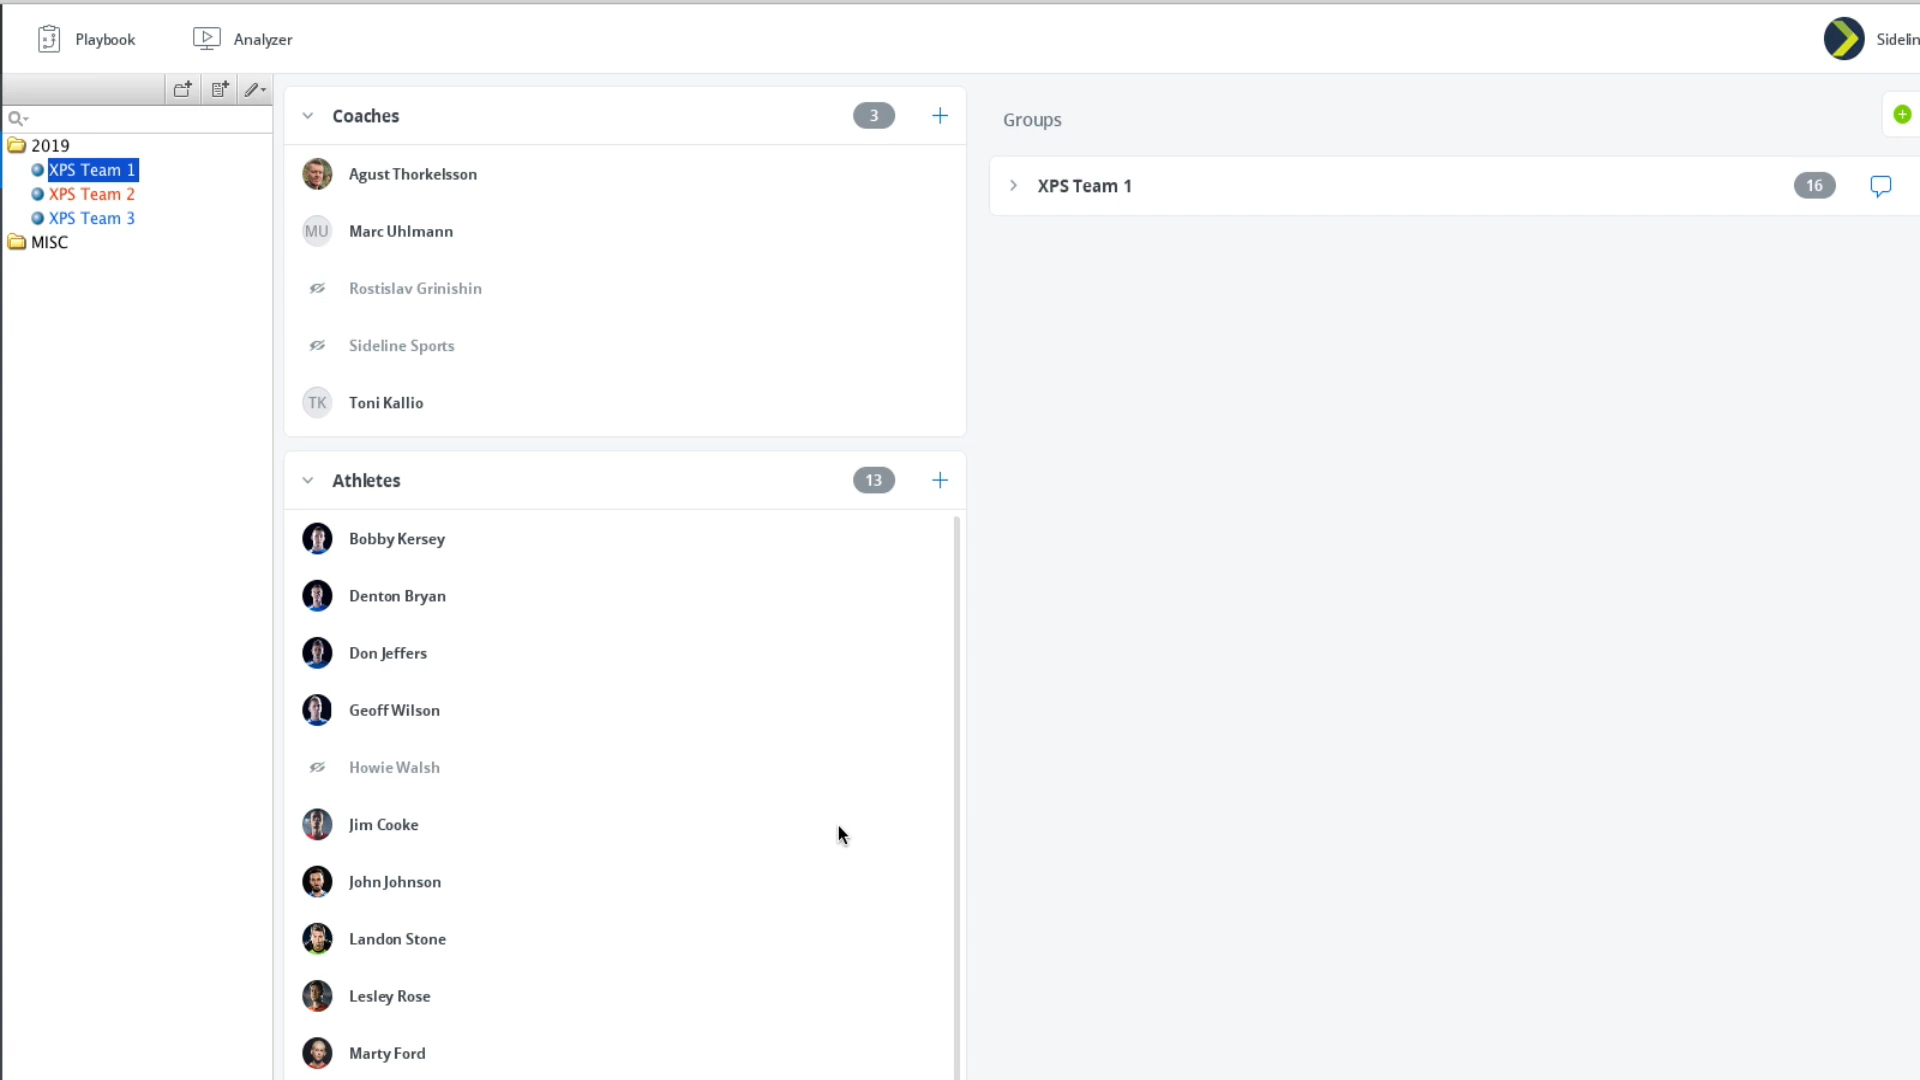 Playbook
Analyzer
2019
XPS Team 1
XPS Team 2
XPS Team 3
MISC
Coaches
3
Agust Thorkelsson
MU
Marc Uhlmann
Rostislav Grinishin
Sideline Sports
TK
Toni Kallio
Athletes
13
Bobby Kersey
Denton Bryan
Don Jeffers
Geoff Wilson
Howie Walsh
Jim Cooke
John Johnson
Landon Stone
Lesley Rose
Marty Ford
Sidelin
Groups
XPS Team 1
16